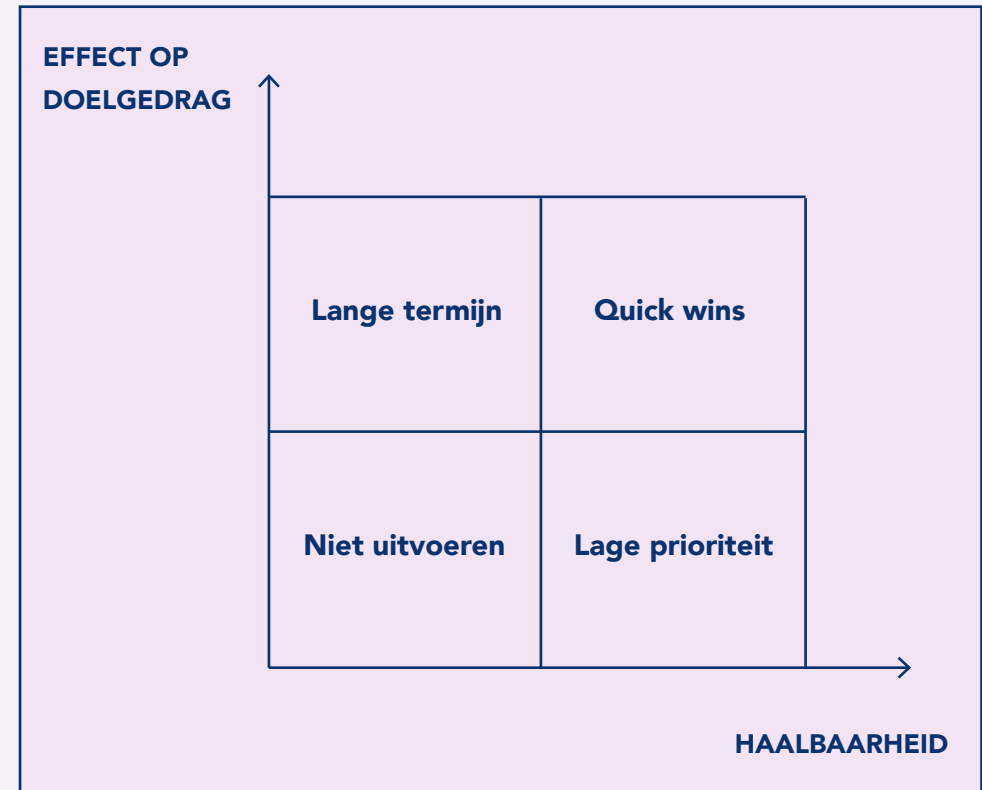 EFFECT OP
DOELGEDRAG
Lange termijn
Quick wins
Niet uitvoeren
Lage prioriteit
HAALBAARHEID